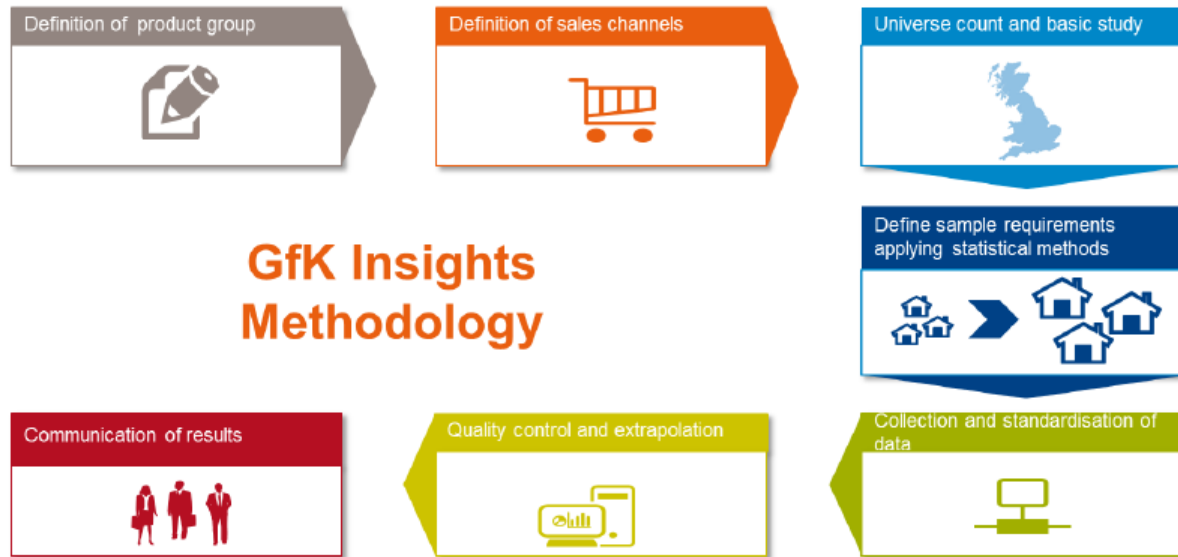 Definition of product group
Definition of sales channels
Universe count and basic study
Define sample requirements
applying statistical methods
GfK Insights
Methodology
Collection and standardisation of
data
Quality control and extrapolation
Communication of results